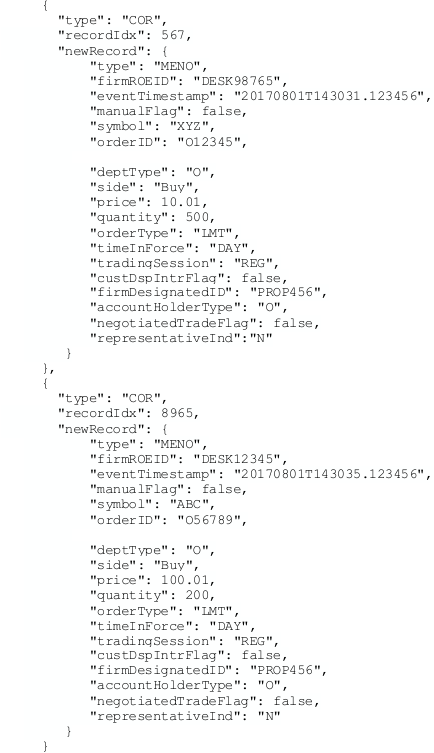 {
"type": "COR",
"recordIdx": 567,
"newRecord": {
"type": "MENO",
"firmROEID": "DESK98765",
"eventTimestamp": "20170801T143031.123456",
"manualFlag": false,
"symbol": "XYZ",
"orderID": "O12345",
"deptType": "O",
"side": "Buy",
"price": 10.01,
"quantity": 500,
"orderType": "LMT",
"timeInForce": "DAY",
"tradingSession": "REG",
"custDspIntrFlag": false,
"firmDesignatedID": "PROP456",
"accountHolderType": "O",
"negotiatedTradeFlag": false,
"representativeInd":"N"
}
},
{
"type": "COR",
"recordIdx": 8965,
"newRecord": {
"type": "MENO",
"firmROEID": "DESK12345",
"eventTimestamp": "20170801T143035.123456",
"manualFlag": false,
"symbol": "ABC",
"orderID": "O56789",
"deptType": "O",
"side": "Buy",
"price": 100.01,
"quantity": 200,
"orderType": "LMT",
"timeInForce": "DAY",
"tradingSession": "REG",
"custDspIntrFlag": false,
"firmDesignatedID": "PROP456",
"accountHolderType": "O",
"negotiatedTradeFlag": false,
"representativeInd": "N"
}
}